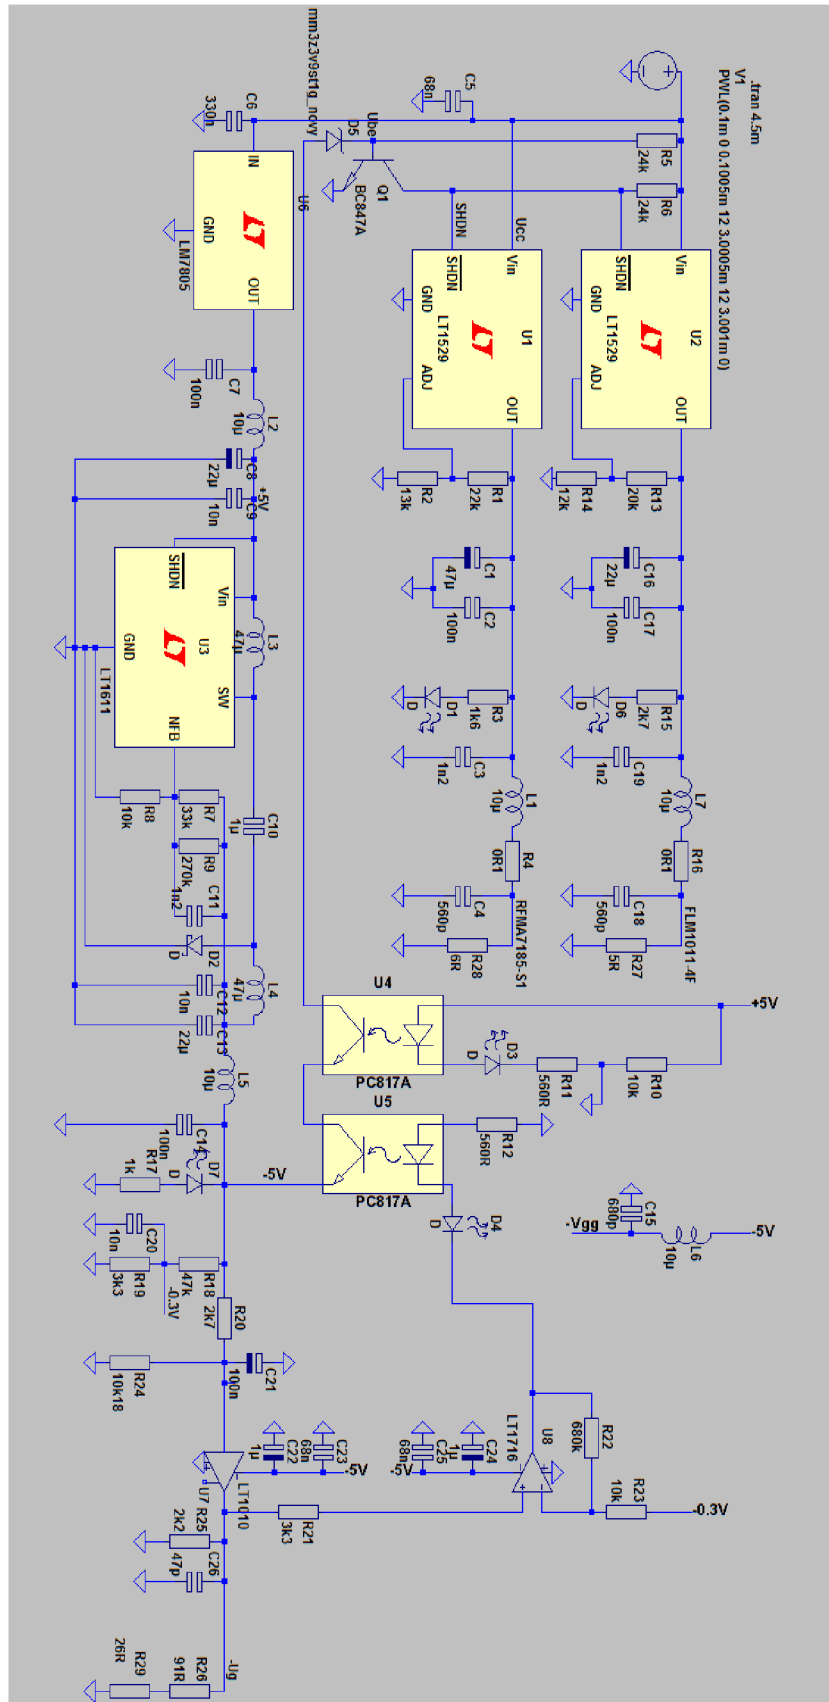 .tran 4.5m
V1
PWL(0.1m 0 0.1005m 12 3.0005m 12 3.001m 0)
C5
68n
mm3z3v9st1g_novy
C6
330n
D5
Ube
Q1
BC847A
R5
24k
R6
24k
SHDN
Ucc
U6
IN
GND
OUT
LM7805
Vin
SHDN
GND
ADJ
OUT
U1
LT1529
Vin
SHDN
GND
ADJ
OUT
U2
LT1529
C7
100n
L2
10µ
C8
22µ
+5V
C9
10n
R2
13k
R1
22k
R14
12k
R13
20k
C1
47µ
C2
100n
C16
22µ
C17
100n
SHDN
Vin
GND
U3
SW
NFB
LT1611
L3
47µ
D1
D
R3
1k6
D6
D
R15
2k7
C3
1n2
C19
1n2
L1
10µ
L7
10µ
R8
10k
R7
33k
R9
270k
C10
1µ
C11
1n2
D2
D
R4
0R1
R16
0R1
C4
560p
RFMA7185-S1
C18
560p
FLM1011-4F
R28
6R
R27
5R
C12
10n
C13
22µ
L4
47µ
L5
10µ
U4
PC817A
D3
D
R11
560R
R10
10k
+5V
U5
PC817A
R12
560R
C14
100n
R17
1k
D7
D
-5V
D4
D
-Vgg
C15
680p
L6
10µ
-5V
C20
10n
R19
3k3
R18
47k
-0.3V
R20
2k7
R24
10k18
C21
100n
C22
1µ
C23
68n
-5V
C25
68n
C24
1µ
-5V
LT1716
U8
R22
680k
R23
10k
-0.3V
U7
LT1010
R21
3k3
R25
2k2
C26
47p
R29
26R
R26
91R
-Ug